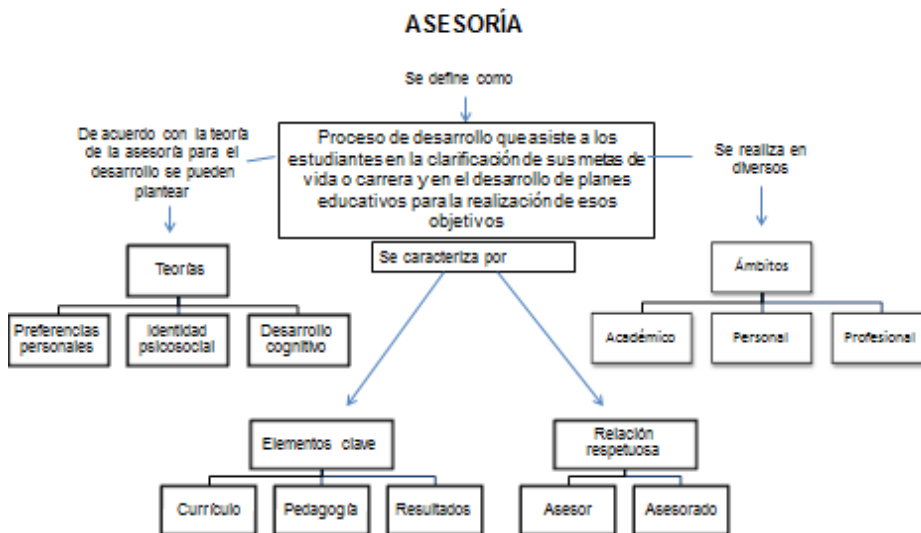 ASESORÍA
Se define como
De acuerdo con la teoría
de la asesoría para el
desarrollo se pueden
plantear
Proceso de desarrollo que asiste a los
estudiantes en la clarificación de sus metas de
vida o carrera y en el desarrollo de planes
educativos para la realización de esos
objetivos
Se realiza en
diversos
Se caracteriza por
Teorías
Preferencias
personales
Identidad
psicosocial
Desarrollo
cognitivo
Ámbitos
Académico
Personal
Profesional
Elementos clave
Currículo
Pedagogía
Resultados
Relación
respetuosa
Asesor
Asesorado